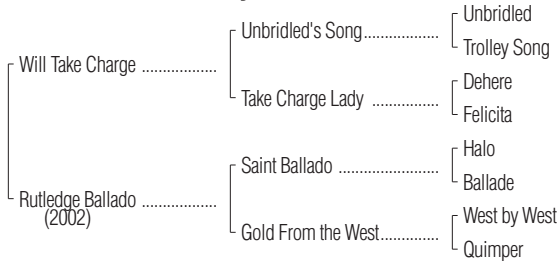 Unbridled
Unbridled's Song.................
Trolley Song
Will Take Charge .................
Dehere
Take Charge Lady ...............
Felicita
Halo
Saint Ballado ......................
Ballade
Rutledge Ballado .................
(2002)
West by West
Gold From the West.............
Quimper